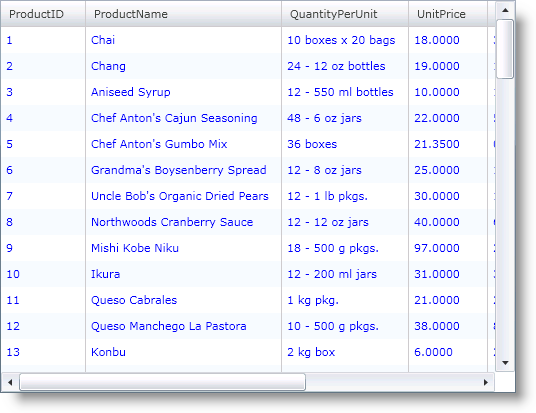 ProductID ProductName QuantityPerUnit UnitPrice
1 Chai 10 boxes x 20 bags 18.0000
2 Chang 24 - 12 oz bottles 19.0000
3 Aniseed Syrup 12 - 550 ml bottles 10.0000
4 Chef Anton's Cajun Seasoning 48 - 6 oz jars 22.0000
5 Chef Anton's Gumbo Mix 36 boxes 21.3500
6 Grandma's Boysenberry Spread 12 - 8 oz jars 25.0000
7 Uncle Bob's Organic Dried Pears 12 - 1 lb pkgs. 30.0000
8 Northwoods Cranberry Sauce 12 - 12 oz jars 40.0000
9 Mishi Kobe Niku 18 - 500 g pkgs. 97.0000
10 Ikura 12 - 200 ml jars 31.0000
11 Queso Cabrales 1 kg pkg. 21.0000
12 Queso Manchego La Pastora 10 - 500 g pkgs. 38.0000
13 Konbu 2 kg box 6.0000